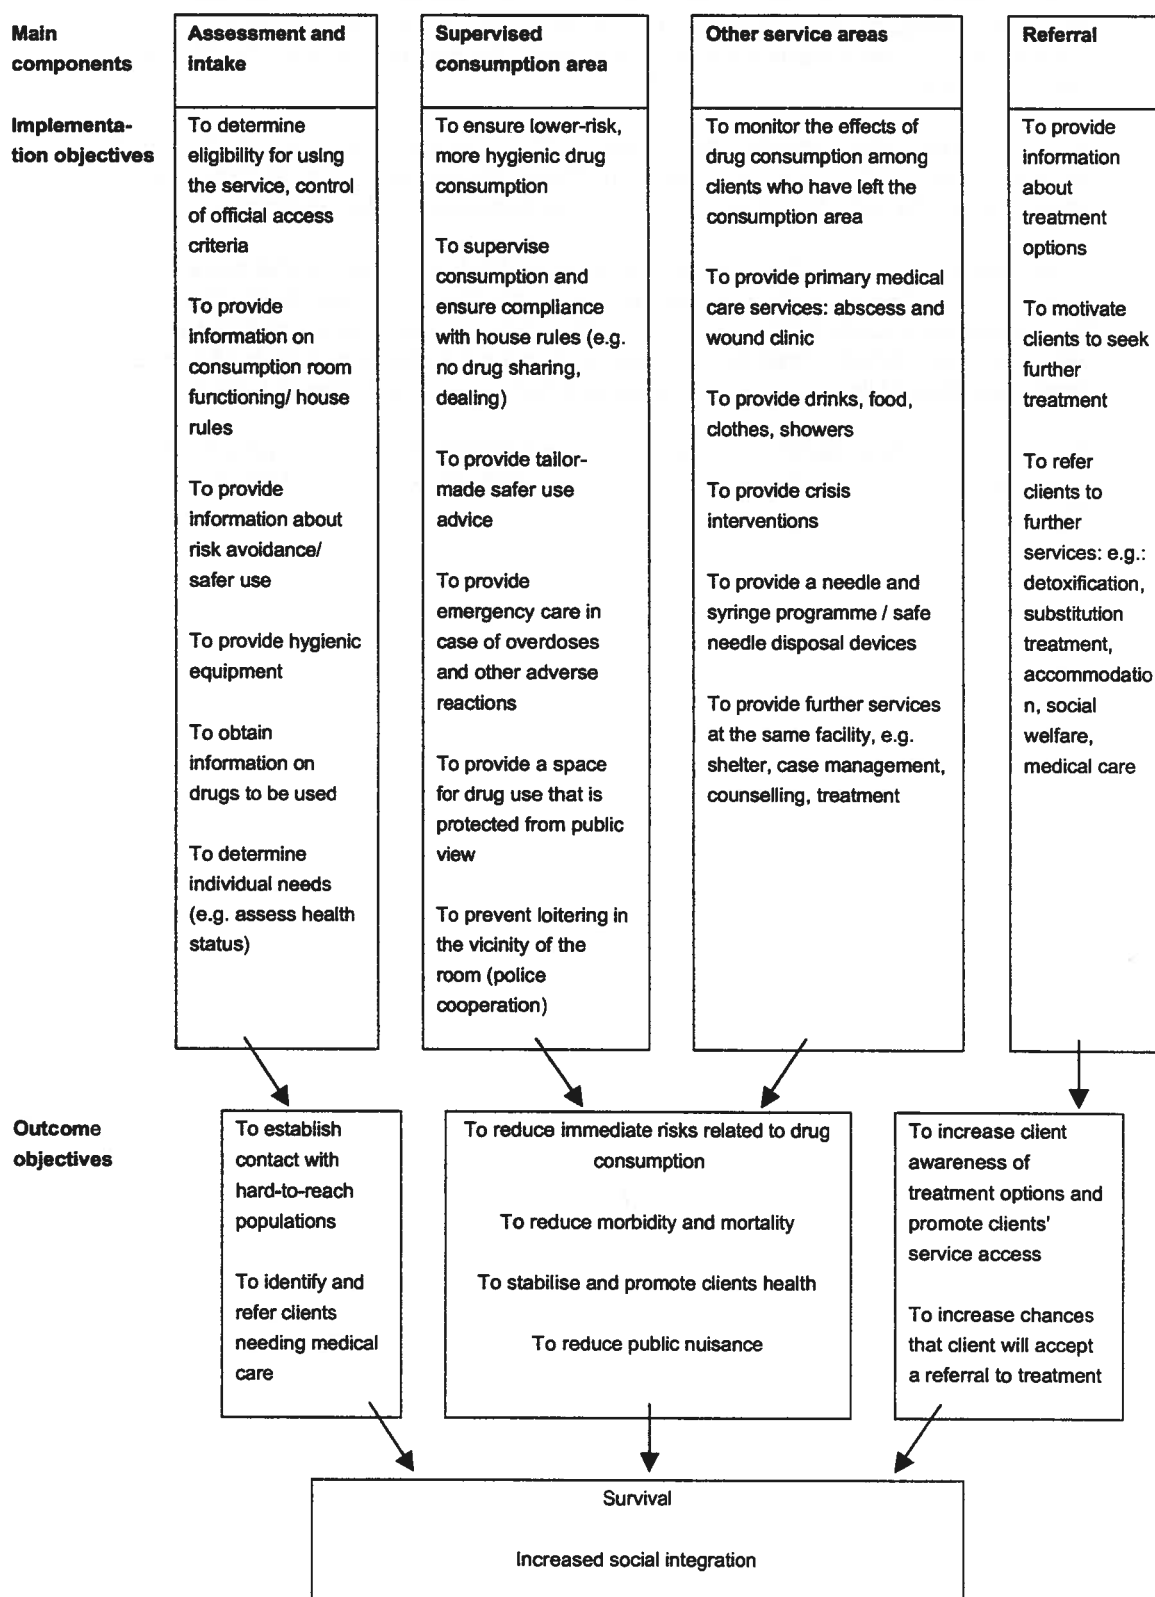 Main
components
Assessment and
intake
Supervised
consumption area
Other service areas
Referral
Implementa-
tion objectives
To determine
eligibility for using
the service, control
of official access
criteria
To provide
information on
consumption room
functioning/ house
rules
To provide
information about
risk avoidance/
safer use
To provide hygienic
equipment
To obtain
information on
drugs to be used
To determine
individual needs
(e.g. assess health
status)
To ensure lower-risk,
more hygienic drug
consumption
To supervise
consumption and
ensure compliance
with house rules (e.g.
no drug sharing,
dealing)
To provide tailor-
made safer use
advice
To provide
emergency care in
case of overdoses
and other adverse
reactions
To provide a space
for drug use that is
protected from public
view
To prevent loitering in
the vicinity of the
room (police
cooperation)
To monitor the effects of
drug consumption among
clients who have left the
consumption area
To provide primary medical
care services: abscess and
wound clinic
To provide drinks, food,
clothes, showers
To provide crisis
interventions
To provide a needle and
syringe programme / safe
needle disposal devices
To provide further services
at the same facility, e.g.
shelter, case management,
counselling, treatment
To provide
information
about
treatment
options
To motivate
clients to seek
further
treatment
To refer
clients to
further
services: e.g.:
detoxification,
substitution
treatment,
accommodatio
n, social
welfare,
medical care
Outcome
objectives
To establish
contact with
hard-to-reach
populations
To identify and
refer clients
needing medical
care
To reduce immediate risks related to drug
consumption
To reduce morbidity and mortality
To stabilise and promote clients health
To reduce public nuisance
To increase client
awareness of
treatment options and
promote clients'
service access
To increase chances
that client will accept
a referral to treatment
Survival
Increased social integration